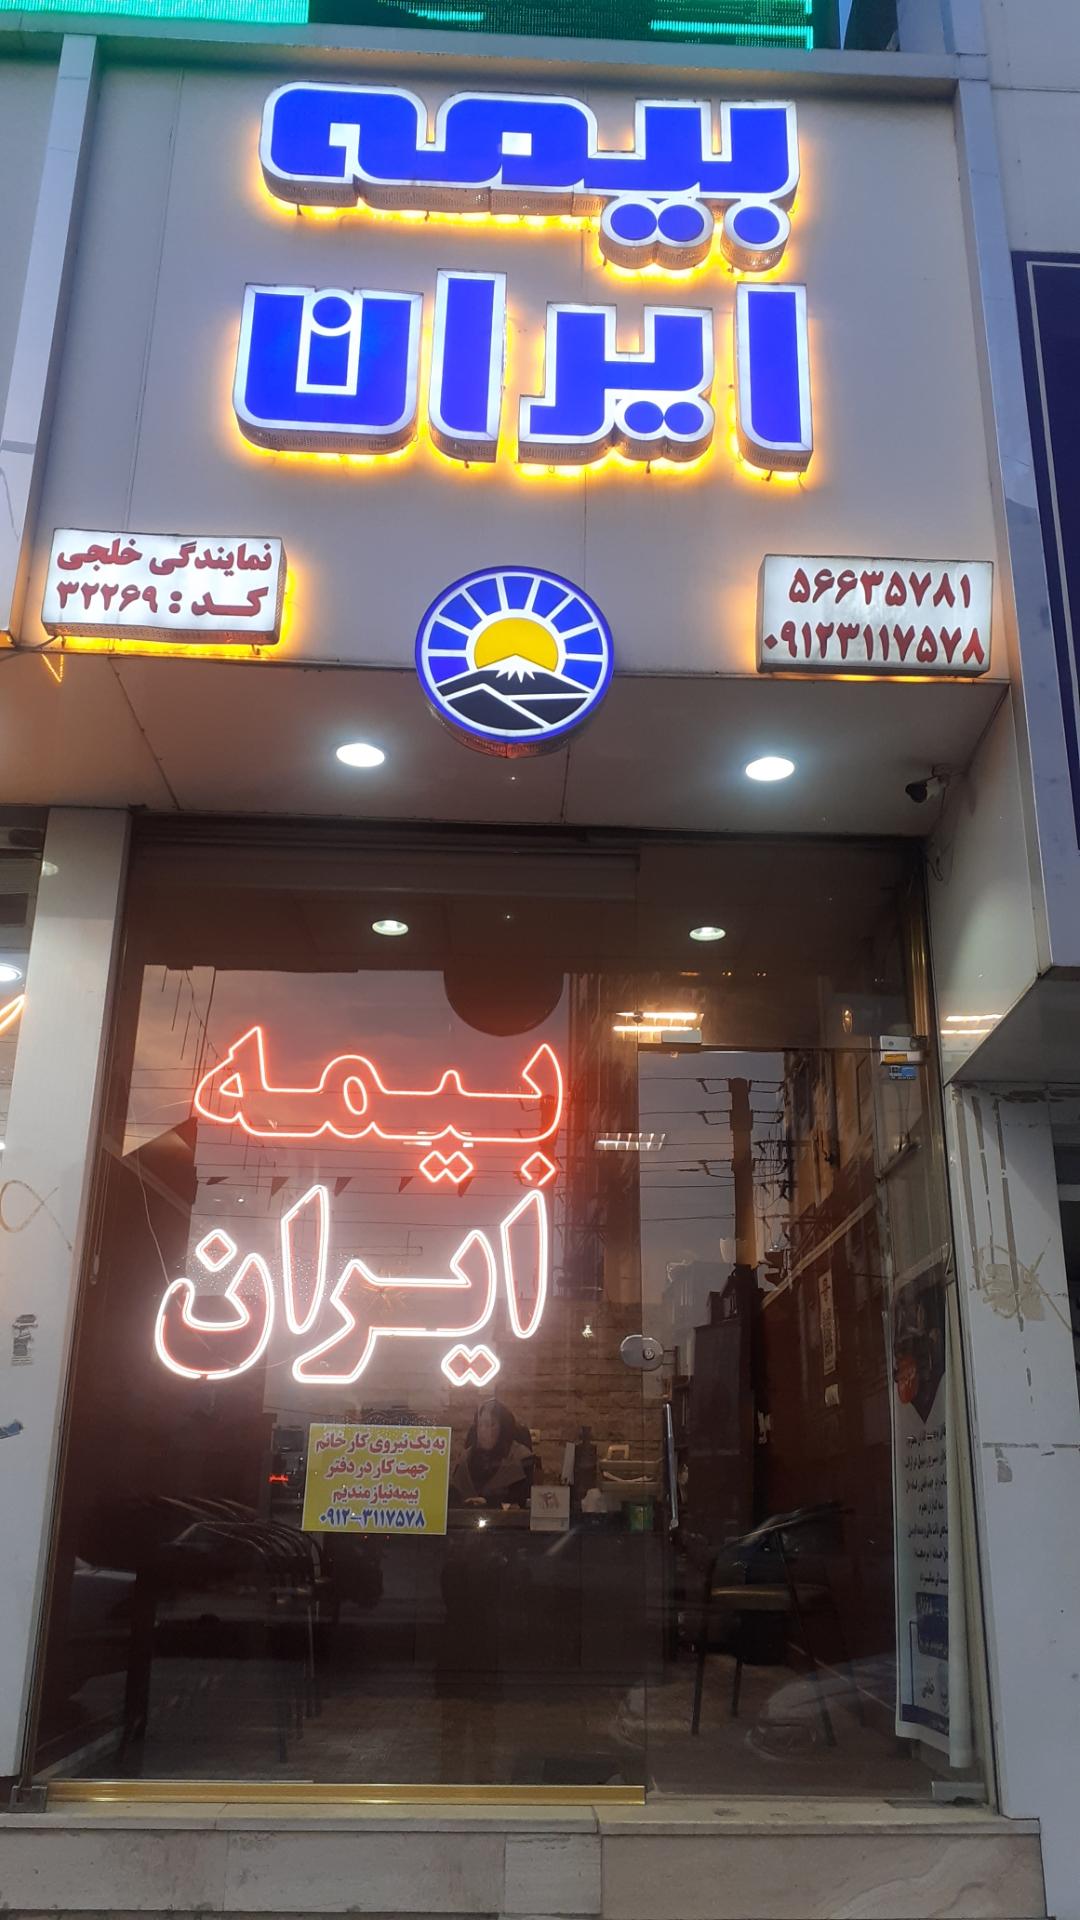 بیمه
ایران
نمایندگی خلجی
کد : ۳۲۲۶۹
۵۶۶۳۵۷۸۱
۰۹۱۲۳۱۱۷۵۷۸
بیمه
ایران
به یک نیروی کار خانم
جهت کار در دفتر
بیمه نیازمندیم
۰۹۱۲-۳۱۱۷۵۷۸